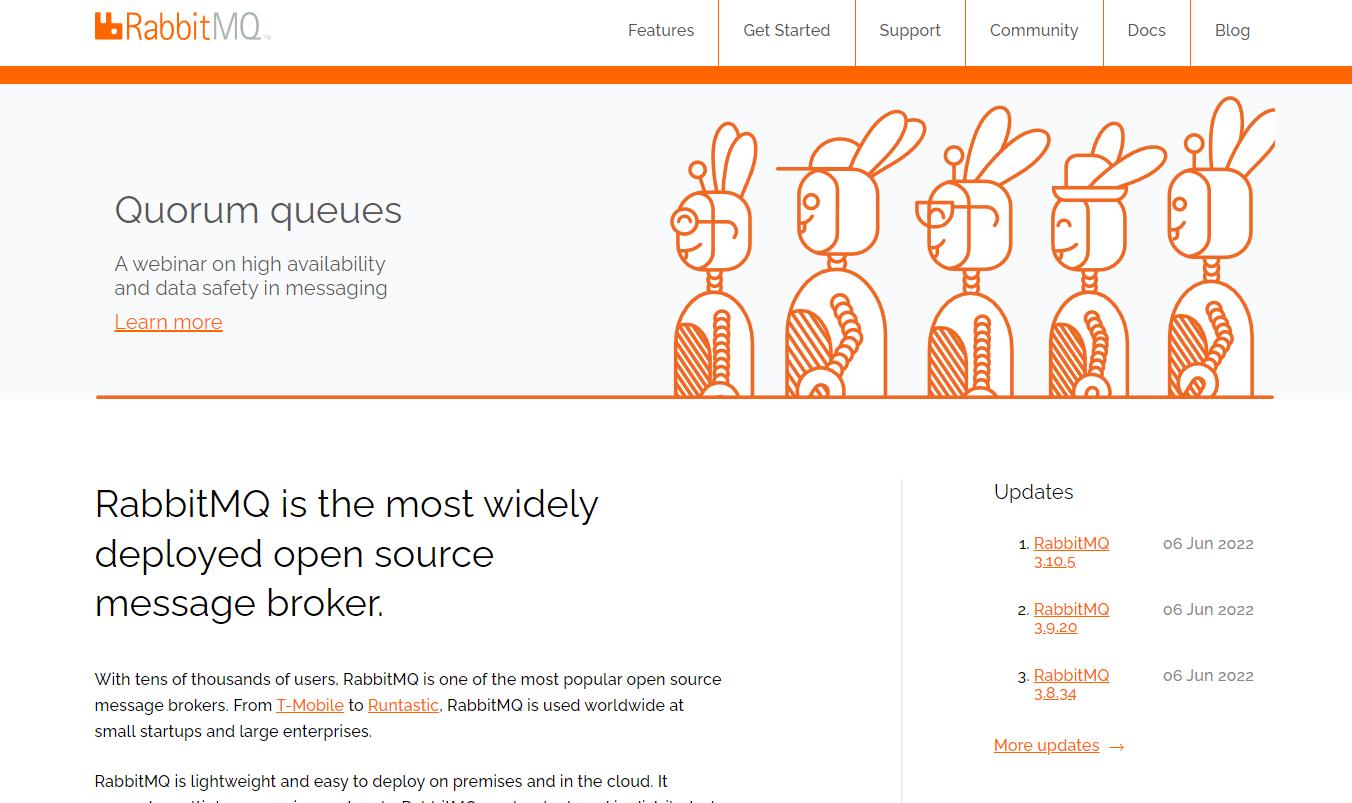 RabbitMQ TM
Features
Get Started
Support
Community
Docs
Blog
Quorum queues
A webinar on high availability
and data safety in messaging
Learn more
RabbitMQ is the most widely
deployed open source
message broker.
With tens of thousands of users, RabbitMQ is one of the most popular open source
message brokers. From T-Mobile to Runtastic, RabbitMQ is used worldwide at
small startups and large enterprises.
RabbitMQ is lightweight and easy to deploy on premises and in the cloud. It
Updates
1. RabbitMQ 06 Jun 2022
3.10.5
2. RabbitMQ 06 Jun 2022
3.9.20
3. RabbitMQ 06 Jun 2022
3.8.34
More updates →